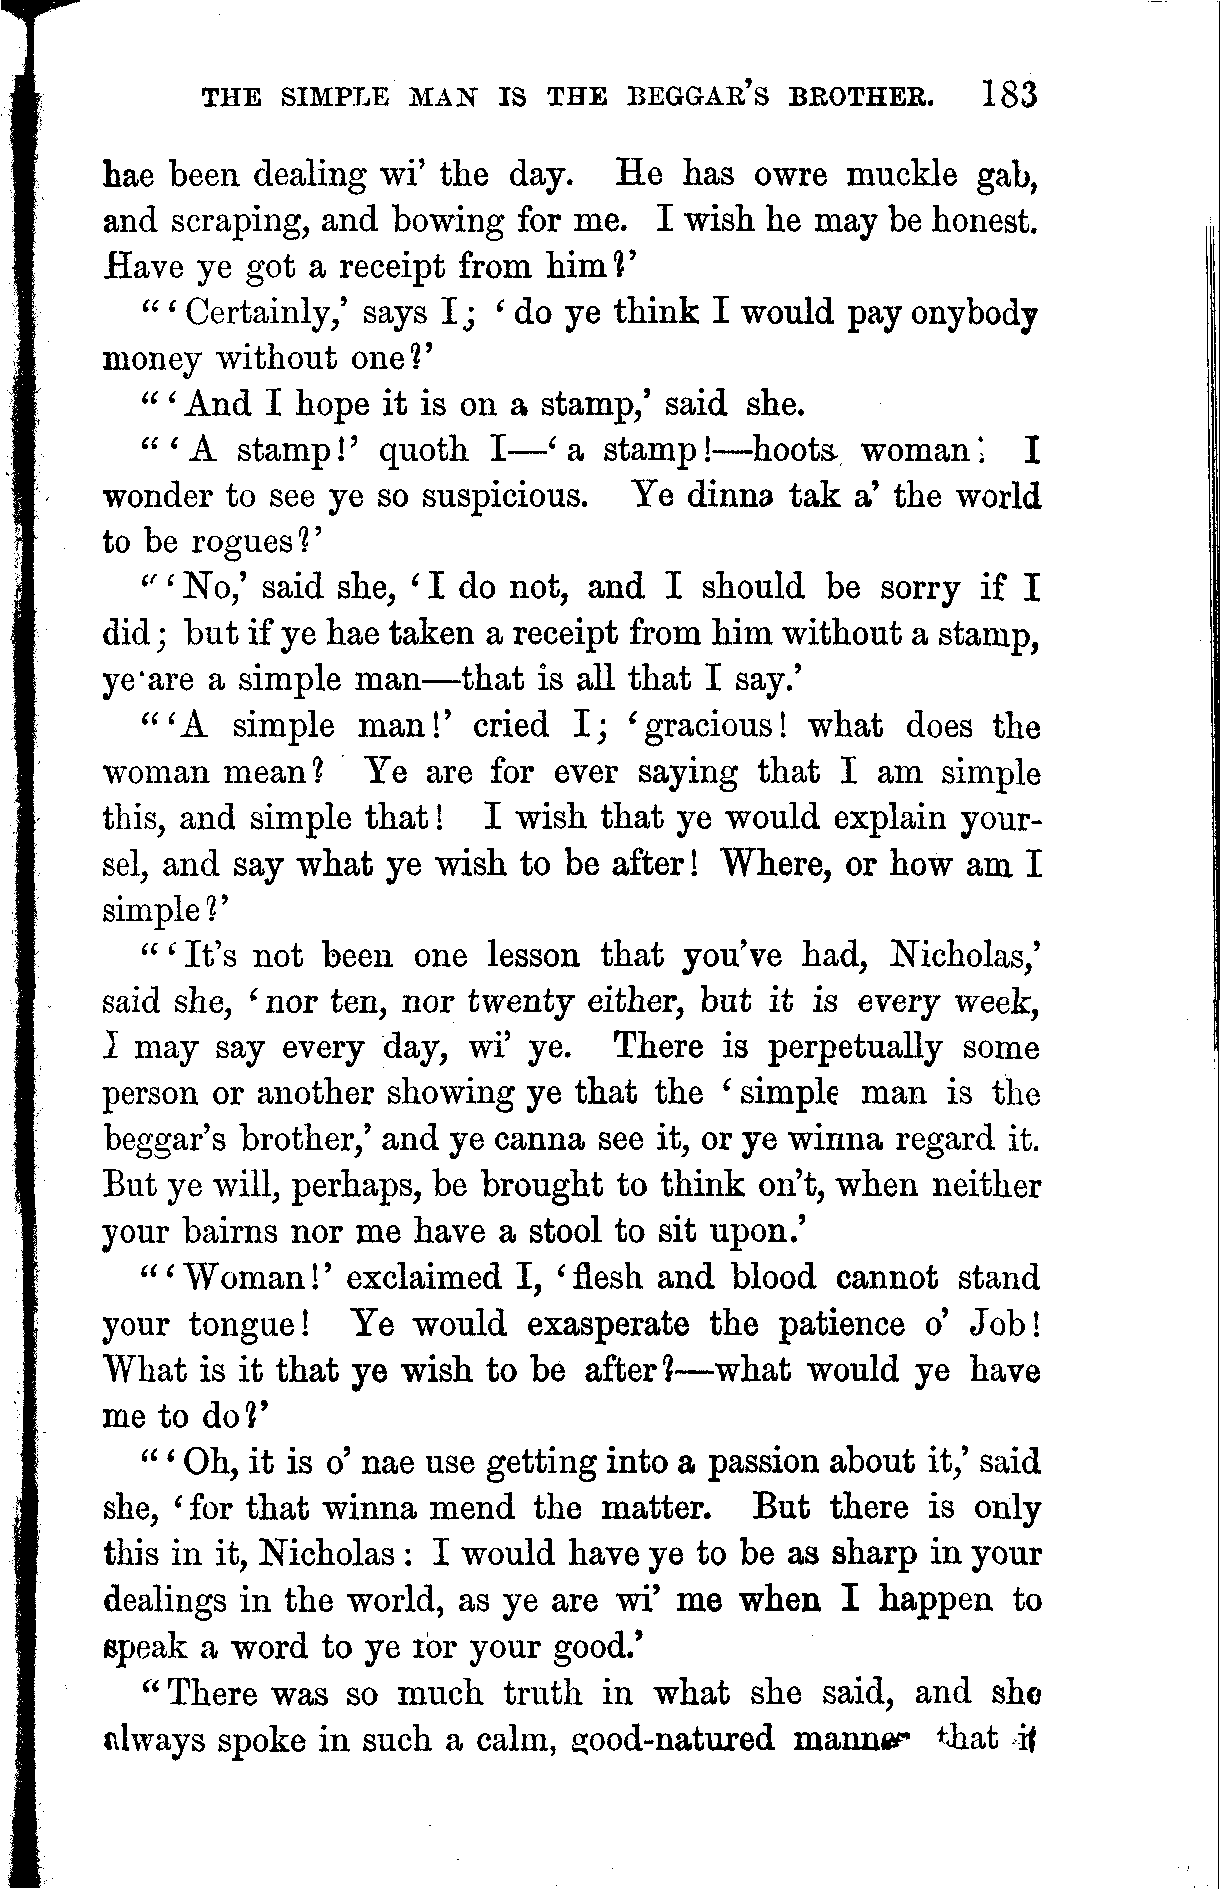 THE SIMPLE MAN IS THE BEGGAR'S BROTHER. 183
hae been dealing wi' the day. He has owre muckle gab,
and scraping, and bowing for me. I wish he may be honest.
Have ye got a receipt from him?'
"'Certainly,' says I; 'do ye think I would pay onybody
money without one?'
"'And I hope it is on a stamp,' said she.
"'A stamp!' quoth I—'a stamp!—hoots, woman; I
wonder to see ye so suspicious. Ye dinna tak a' the world
to be rogues?'
"'No,' said she, 'I do not, and I should be sorry if I
did; but if ye hae taken a receipt from him without a stamp,
ye are a simple man—that is all that I say.'
"'A simple man!' cried I; 'gracious! what does the
woman mean? Ye are for ever saying that I am simple
this, and simple that! I wish that ye would explain your-
sel, and say what ye wish to be after! Where, or how am I
simple?'
"'It's not been one lesson that you've had, Nicholas,'
said she, 'nor ten, nor twenty either, but it is every week,
I may say every day, wi' ye. There is perpetually some
person or another showing ye that the 'simple man is the
beggar's brother,' and ye canna see it, or ye winna regard it.
But ye will, perhaps, be brought to think on't, when neither
your bairns nor me have a stool to sit upon.'
"'Woman!' exclaimed I, 'flesh and blood cannot stand
your tongue! Ye would exasperate the patience o' Job!
What is it that ye wish to be after?—what would ye have
me to do?'
"'Oh, it is o' nae use getting into a passion about it,' said
she, 'for that winna mend the matter. But there is only
this in it, Nicholas: I would have ye to be as sharp in your
dealings in the world, as ye are wi' me when I happen to
speak a word to ye for your good.'
"There was so much truth in what she said, and she
always spoke in such a calm, good-natured manner that it